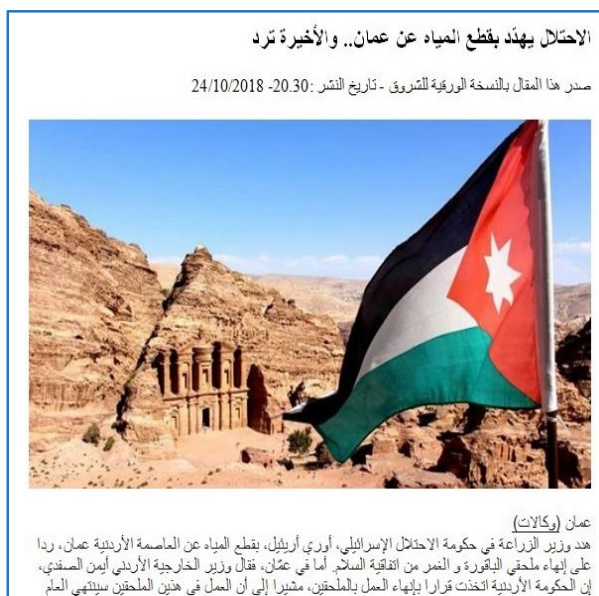 الاحتلال يهدّد بقطع المياه عن عمان.. والأخيرة ترد
صدر هذا المقال بالنسخة الورقية للشروق - تاريخ النشر :20.30- 24/10/2018
عمان (وكالات)
هدد وزير الزراعة في حكومة الاحتلال الإسرائيلي، أوري أريئيل، بقطع المياه عن العاصمة الأردنية عمان، ردا
على إنهاء ملحقي الباقورة و الغمر من اتفاقية السلام. أما في عمّان، فقال وزير الخارجية الأردني أيمن الصفدي،
إن الحكومة الأردنية اتخذت قرارا بإنهاء العمل بالملحقين، مشيرا إلى أن العمل في هذين الملحقين سينتهي العام